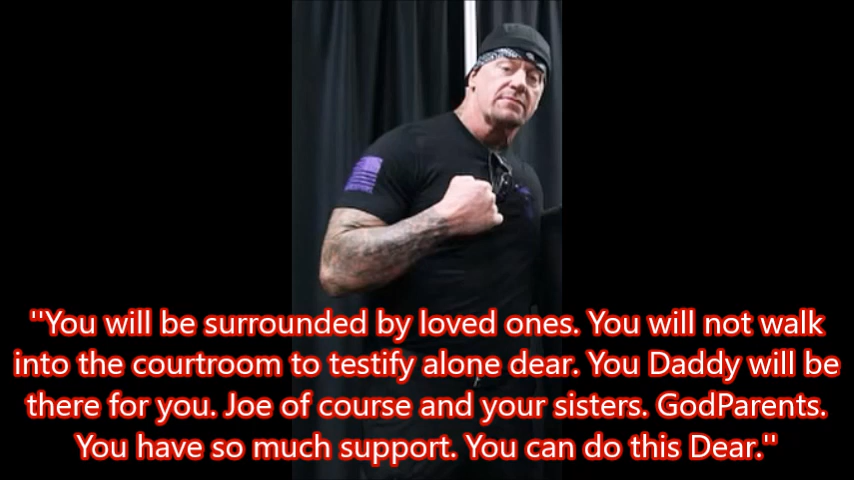 "You will be surrounded by loved ones. You will not walk
into the courtroom to testify alone dear. You Daddy will be
there for you. Joe of course and your sisters. GodParents.
You have so much support. You can do this Dear."